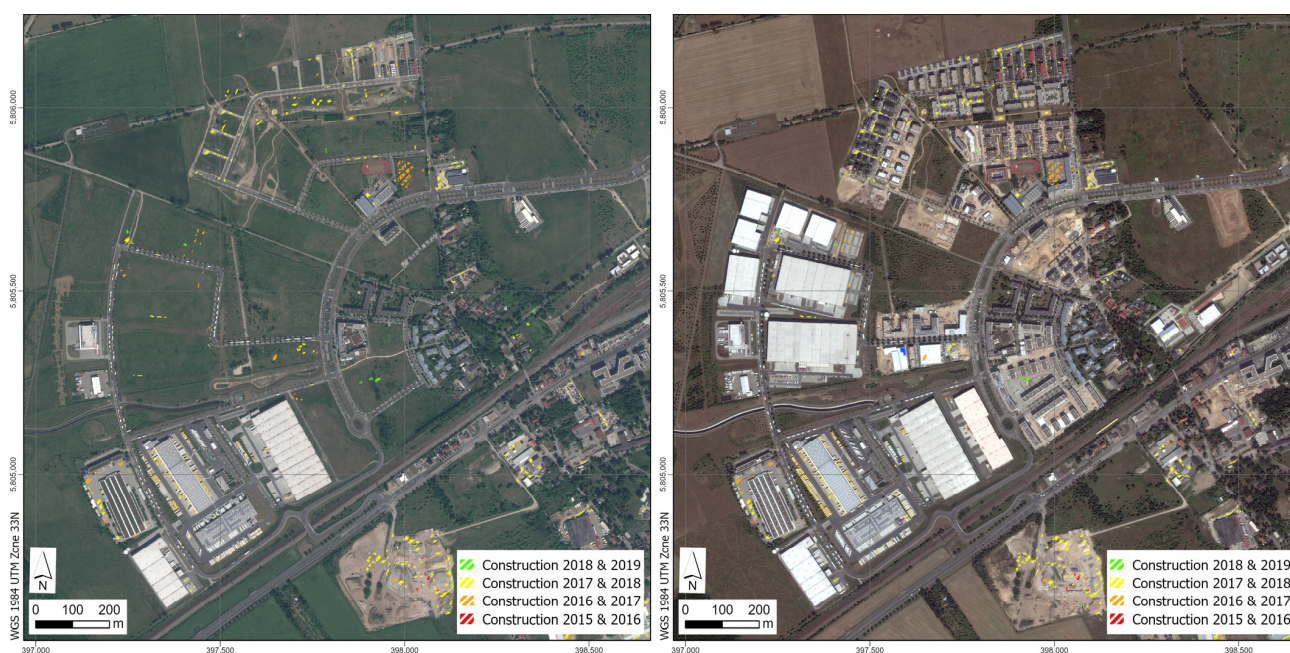 WGS 1984 UTM Zone 33N
5.806.000
5.805.500
5.805.000
N
0 100 200
m
Construction 2018 & 2019
Construction 2017 & 2018
Construction 2016 & 2017
Construction 2015 & 2016
397.000 397.500 398.000 398.500
WGS 1984 UTM Zone 33N
5.806.000
5.805.500
5.805.000
N
0 100 200
m
Construction 2018 & 2019
Construction 2017 & 2018
Construction 2016 & 2017
Construction 2015 & 2016
397.000 397.500 398.000 398.500